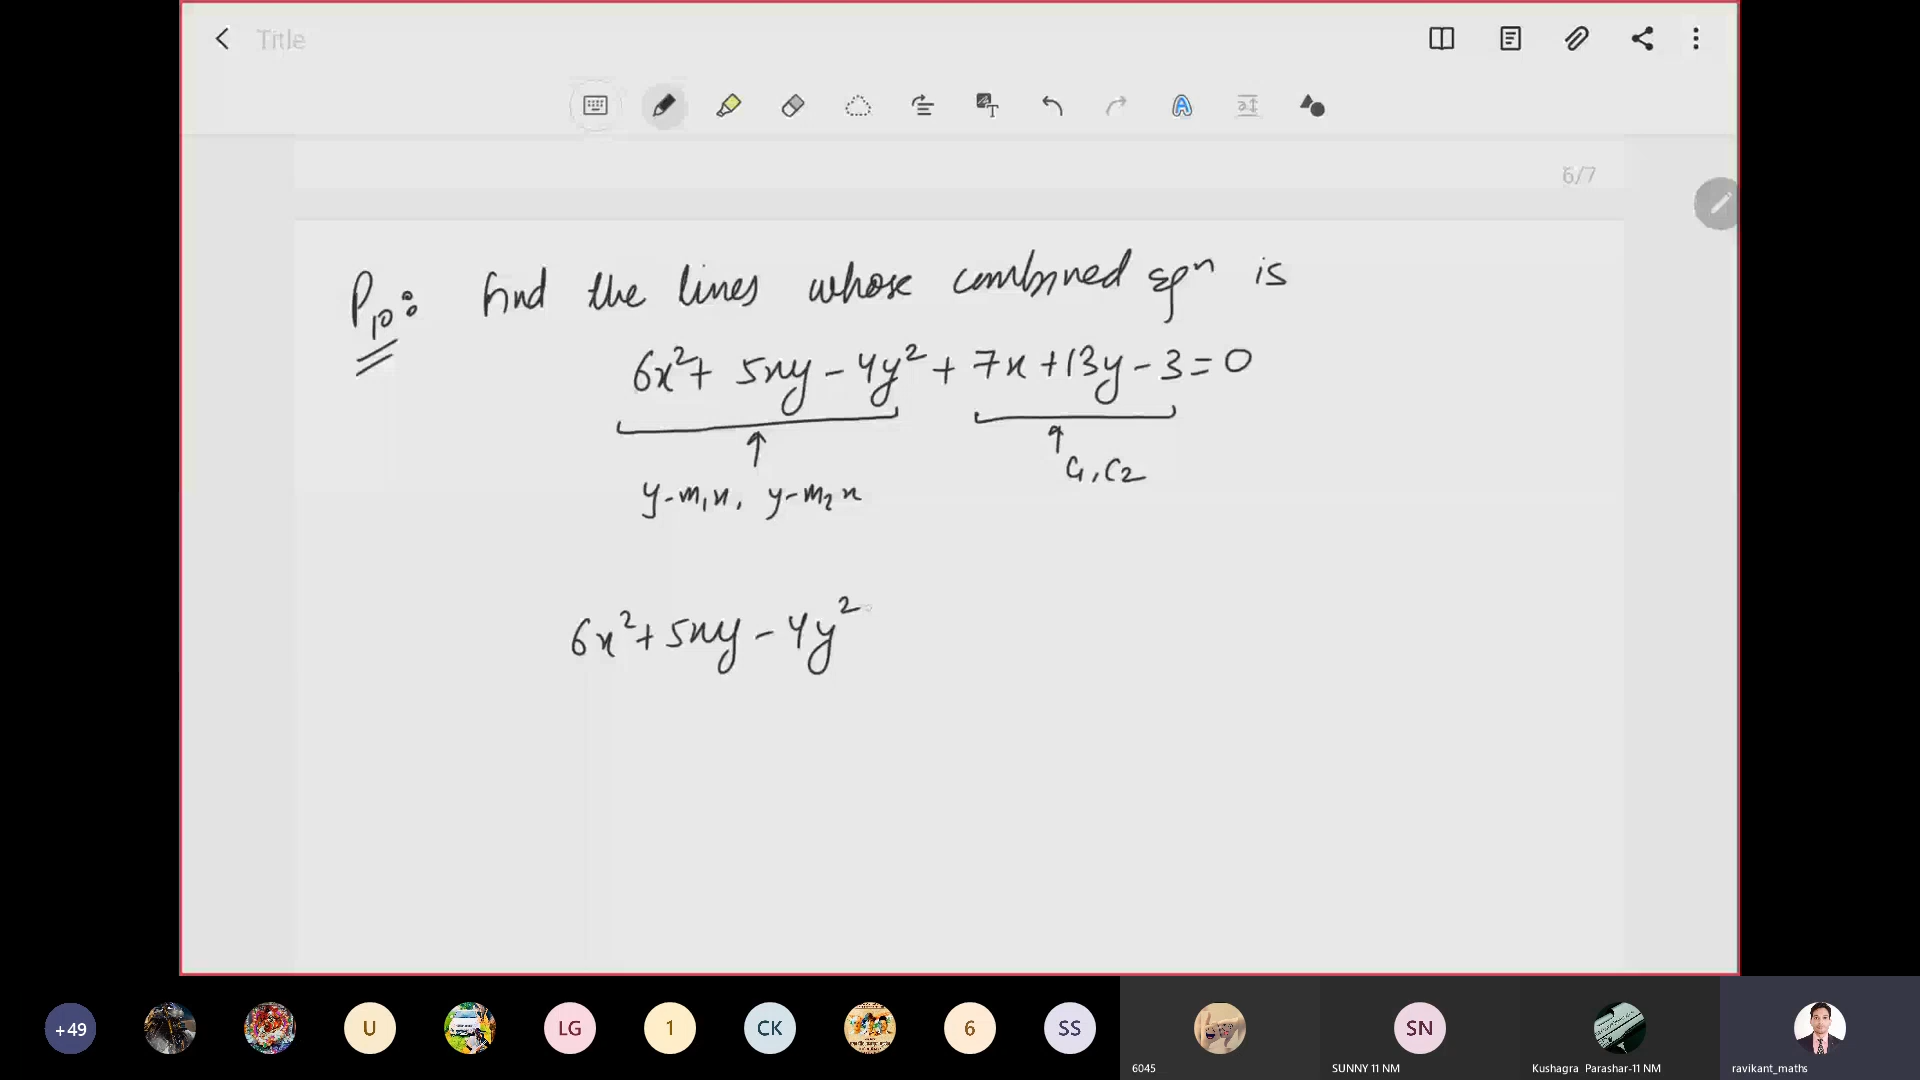 Title
6/7
P10: find the lines whose combined eqn is
6x²+ 5xy - 4y² + 7x +13y - 3 = 0
y-m₁x, y-m₂x
C₁, C₂
6x²+ 5xy - 4y²
+49
U
LG
1
CK
6
SS
SN
6045
SUNNY 11 NM
Kushagra Parashar-11 NM
ravikant_maths